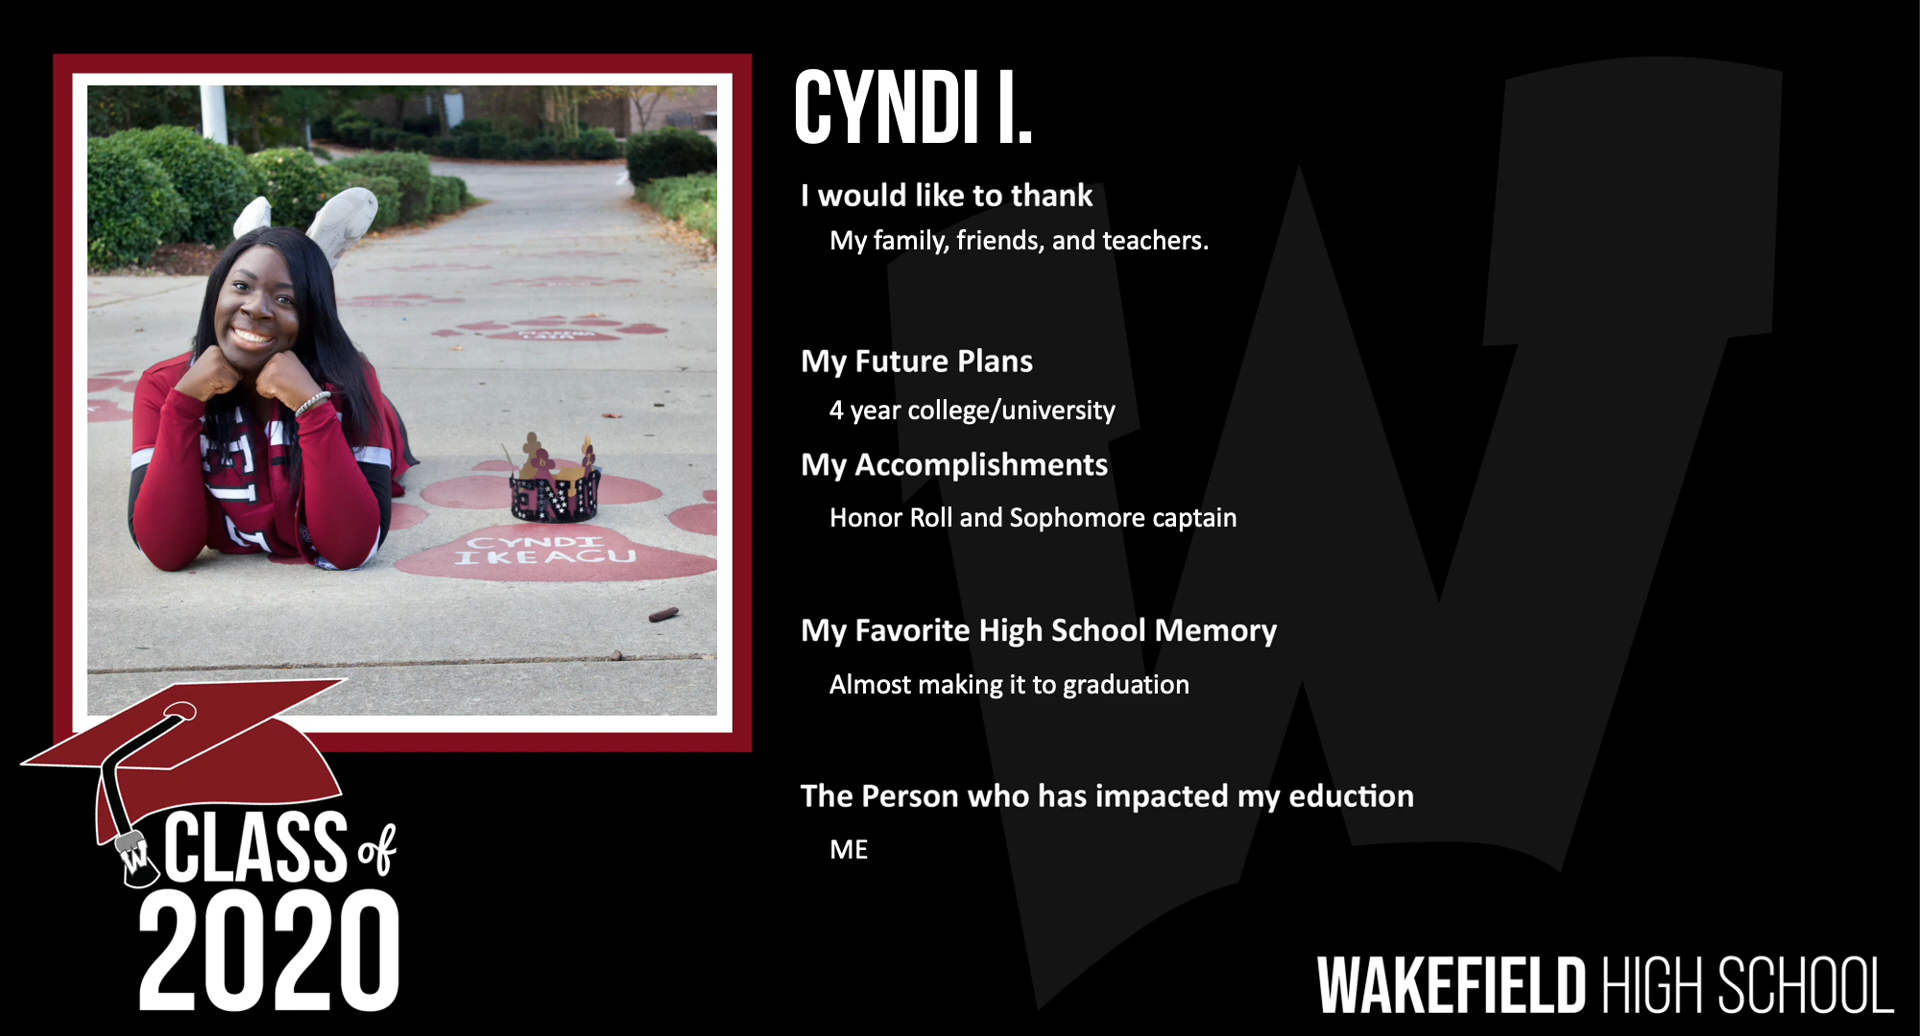 CYNDI I.
I would like to thank
My family, friends, and teachers.
My Future Plans
4 year college/university
My Accomplishments
Honor Roll and Sophomore captain
My Favorite High School Memory
Almost making it to graduation
The Person who has impacted my eduction
ME
CYNDI
IKEAGU
W
CLASS of
2020
WAKEFIELD HIGH SCHOOL